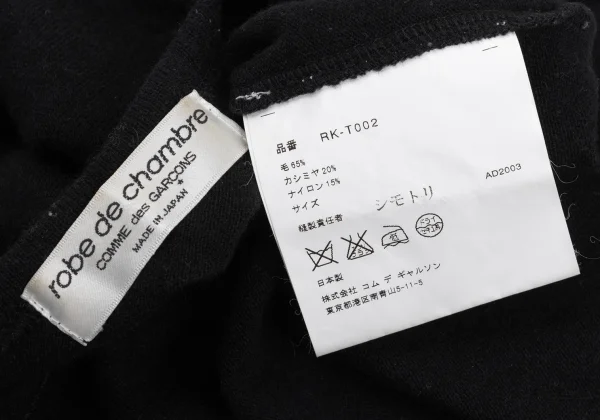 robe de chambre
COMME des GARÇONS
MADE IN JAPAN *
品番 RK-T002
毛 65%
カシミヤ 20%
ナイロン 15%
サイズ
AD2003
縫製責任者 シモトリ
ドライ
日本製
株式会社 コム デ ギャルソン
東京都港区南青山5-11-5